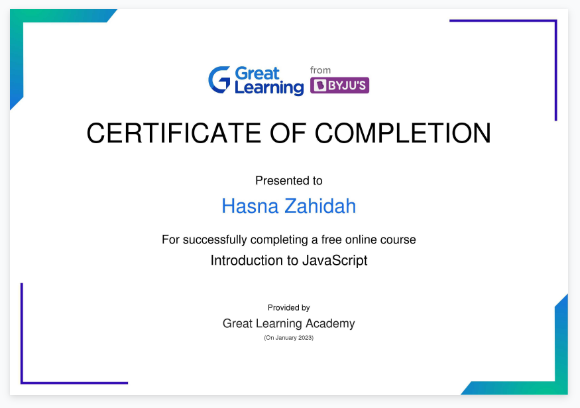 Great Learning from BYJU'S
CERTIFICATE OF COMPLETION
Presented to
Hasna Zahidah
For successfully completing a free online course
Introduction to JavaScript
Provided by
Great Learning Academy
(On January 2023)